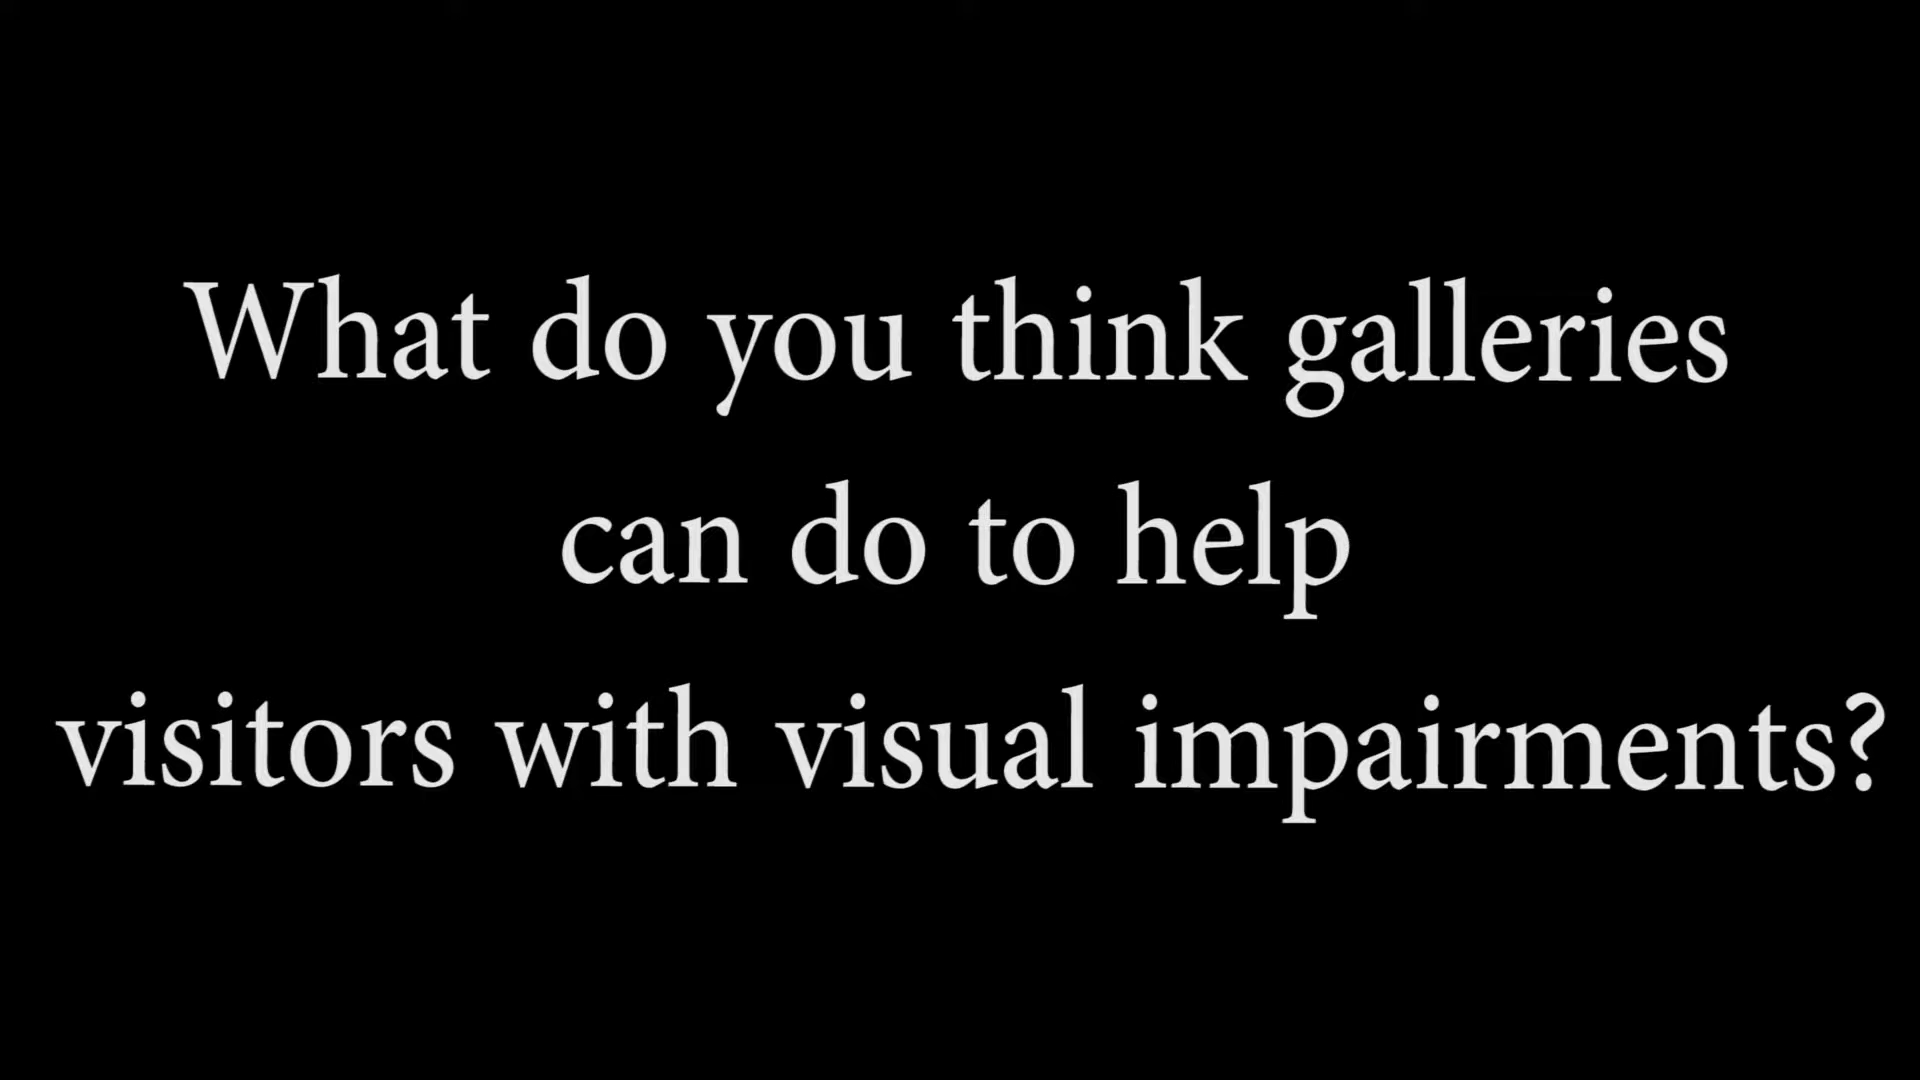 What do you think galleries
can do to help
visitors with visual impairments?